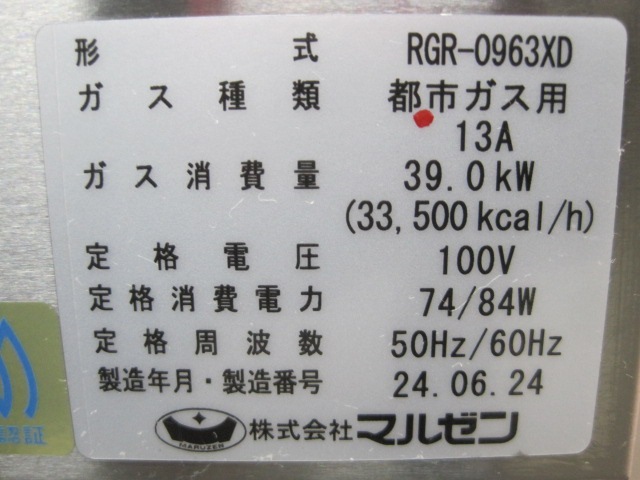 形式 RGR-0963XD
ガス種類 都市ガス用
13A
ガス消費量 39.0kW
(33,500kcal/h)
定格電圧 100V
定格消費電力 74/84W
定格周波数 50Hz/60Hz
製造年月・製造番号 24.06.24
MARUZEN 株式会社 マルゼン
認証